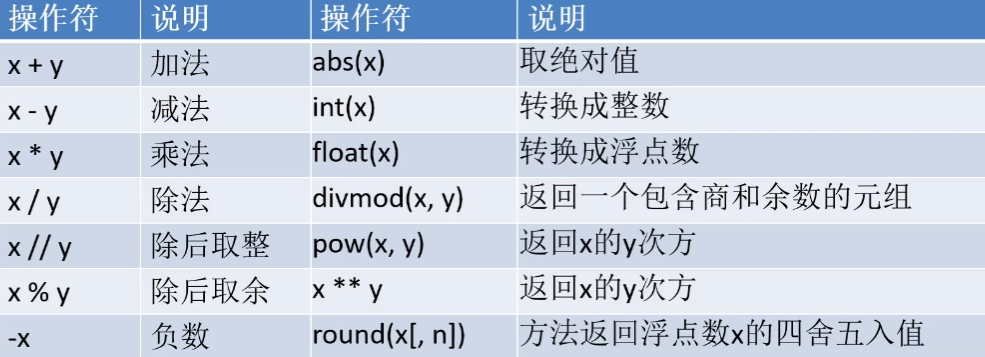 操作符 说明 操作符 说明
x + y 加法 abs(x) 取绝对值
x - y 减法 int(x) 转换成整数
x * y 乘法 float(x) 转换成浮点数
x / y 除法 divmod(x, y) 返回一个包含商和余数的元组
x // y 除后取整 pow(x, y) 返回x的y次方
x % y 除后取余 x ** y 返回x的y次方
-x 负数 round(x[, n]) 方法返回浮点数x的四舍五入值